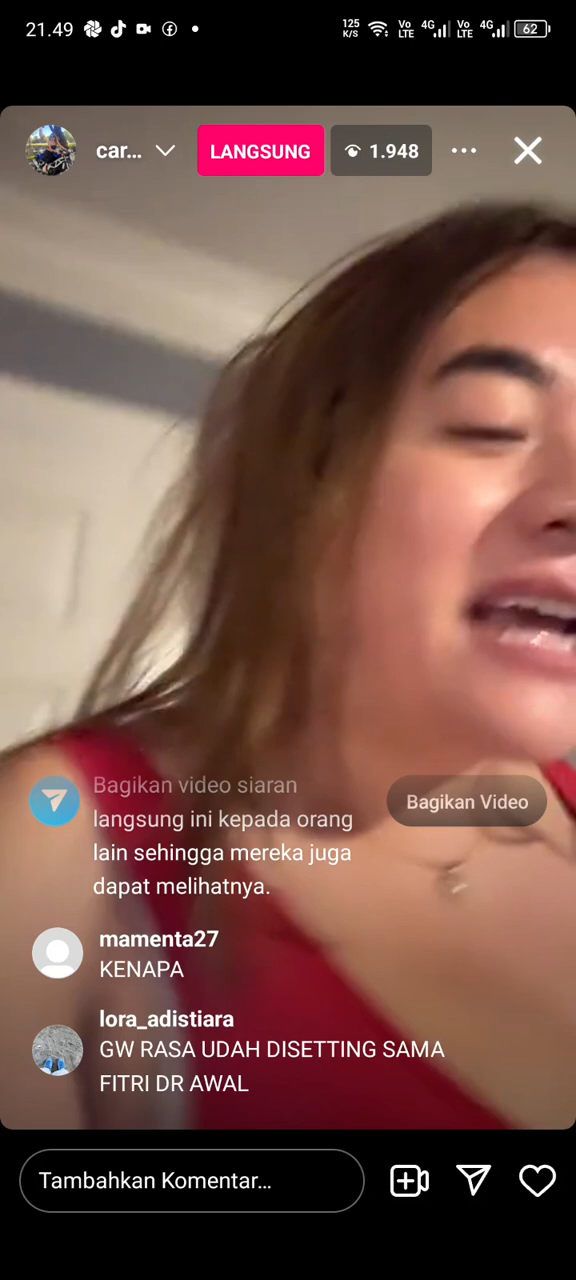 21.49
125
K/S
Vo
LTE
4G
Vo
LTE
4G
62
car...
LANGSUNG
1.948
Bagikan video siaran
langsung ini kepada orang
lain sehingga mereka juga
dapat melihatnya.
Bagikan Video
mamenta27
KENAPA
lora_adistiara
GW RASA UDAH DISETTING SAMA
FITRI DR AWAL
Tambahkan Komentar...